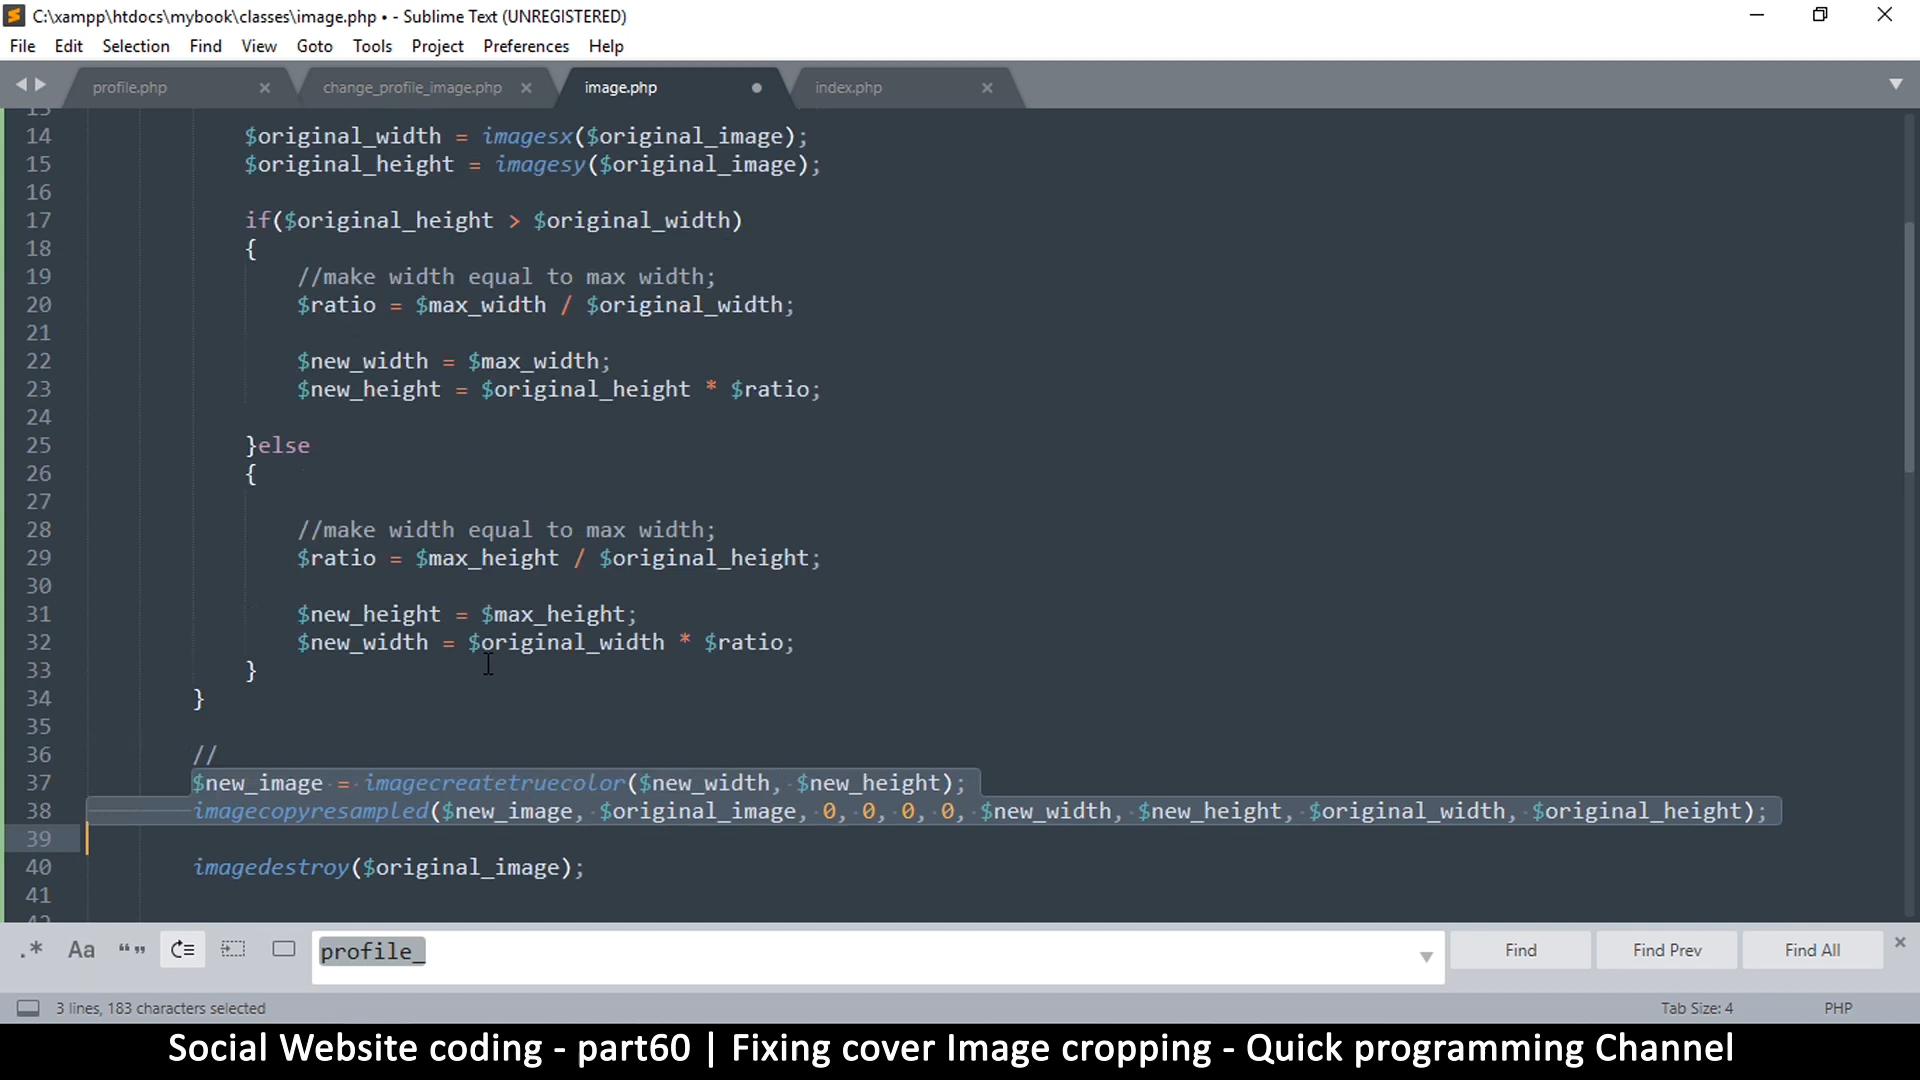 C:\xampp\htdocs\mybook\classes\image.php • - Sublime Text (UNREGISTERED)
File Edit Selection Find View Goto Tools Project Preferences Help
profile.php change_profile_image.php image.php index.php
14 $original_width = imagesx($original_image);
15 $original_height = imagesy($original_image);
16
17 if($original_height > $original_width)
18 {
19 //make width equal to max width;
20 $ratio = $max_width / $original_width;
21
22 $new_width = $max_width;
23 $new_height = $original_height * $ratio;
24
25 }else
26 {
27
28 //make width equal to max width;
29 $ratio = $max_height / $original_height;
30
31 $new_height = $max_height;
32 $new_width = $original_width * $ratio;
33 }
34 }
35
36 //
37 $new_image = imagecreatetruecolor($new_width, $new_height);
38 imagecopyresampled($new_image, $original_image, 0, 0, 0, 0, $new_width, $new_height, $original_width, $original_height);
39
40 imagedestroy($original_image);
41
.* Aa “” profile_ Find Find Prev Find All
3 lines, 183 characters selected Tab Size: 4 PHP
Social Website coding - part60 | Fixing cover Image cropping - Quick programming Channel